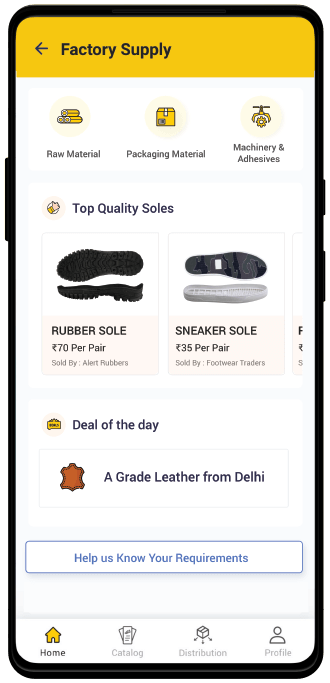 Factory Supply
Raw Material
Packaging Material
Machinery &
Adhesives
Top Quality Soles
RUBBER SOLE
₹70 Per Pair
Sold By : Alert Rubbers
SNEAKER SOLE
₹35 Per Pair
Sold By : Footwear Traders
F
₹
S
DEALS
Deal of the day
A Grade Leather from Delhi
Help us Know Your Requirements
Home
Catalog
Distribution
Profile